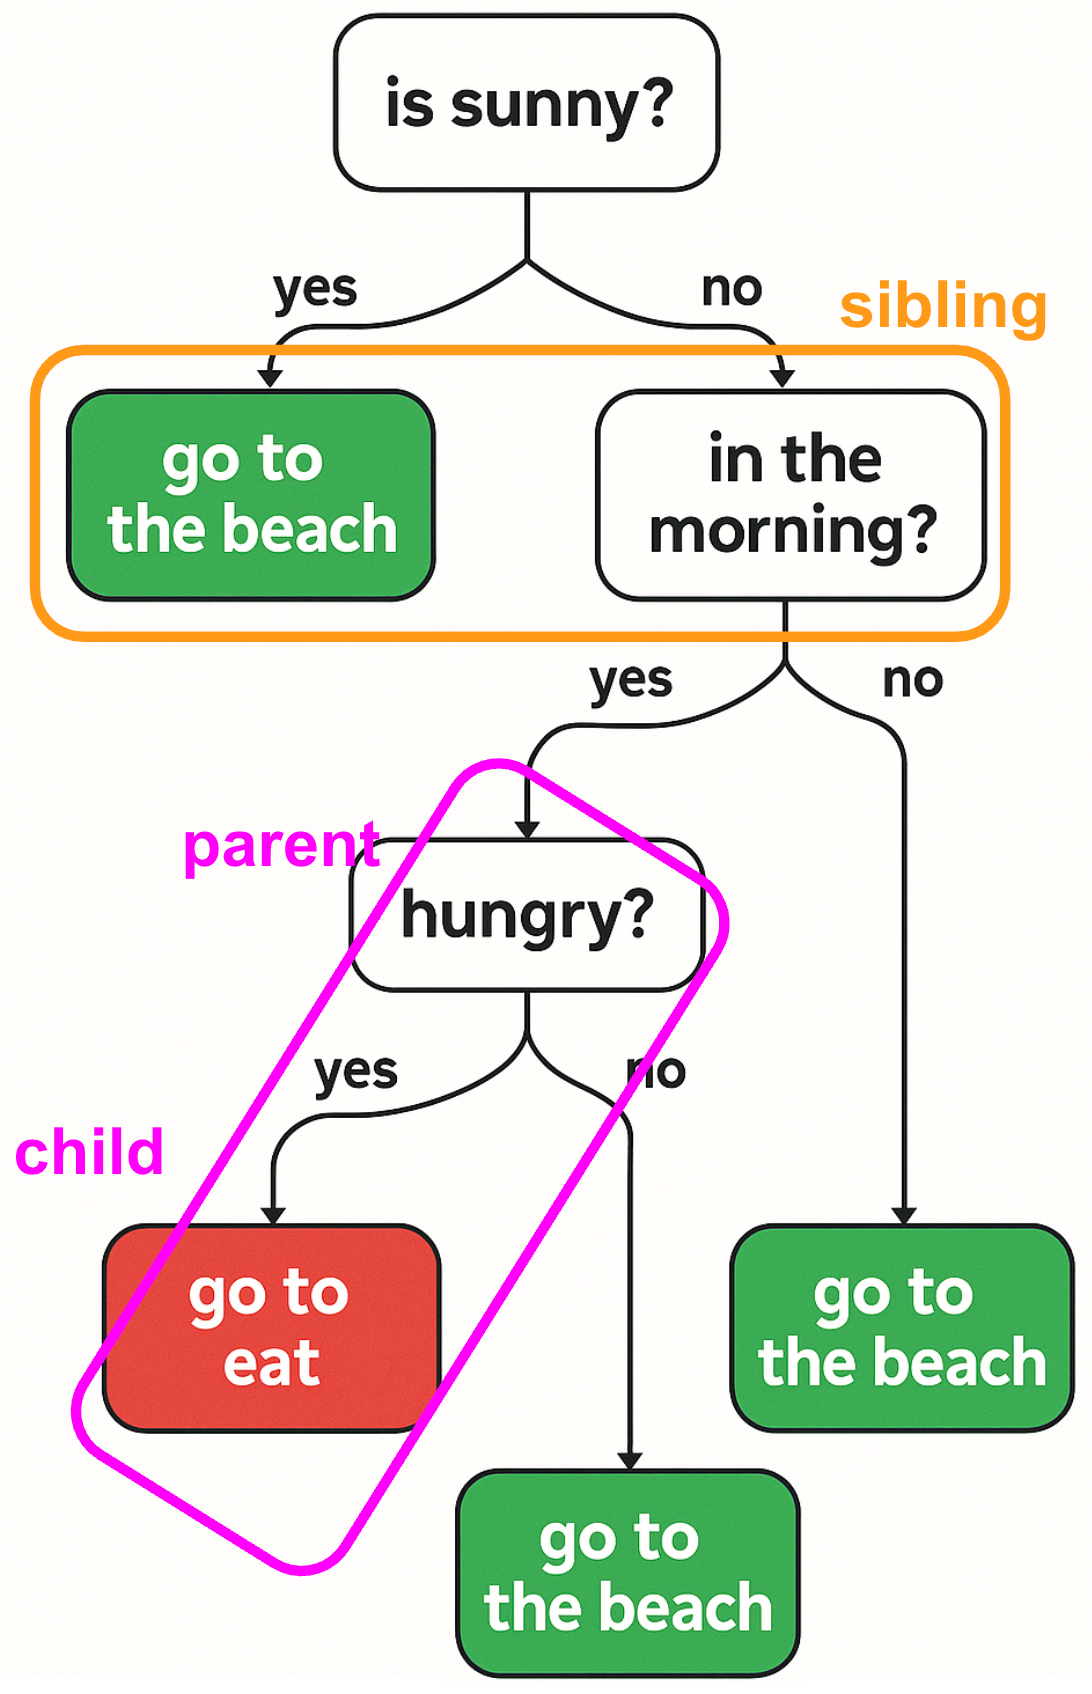 is sunny?
yes
no
sibling
go to
the beach
in the
morning?
yes
no
parent
hungry?
yes
no
child
go to
eat
go to
the beach
go to
the beach